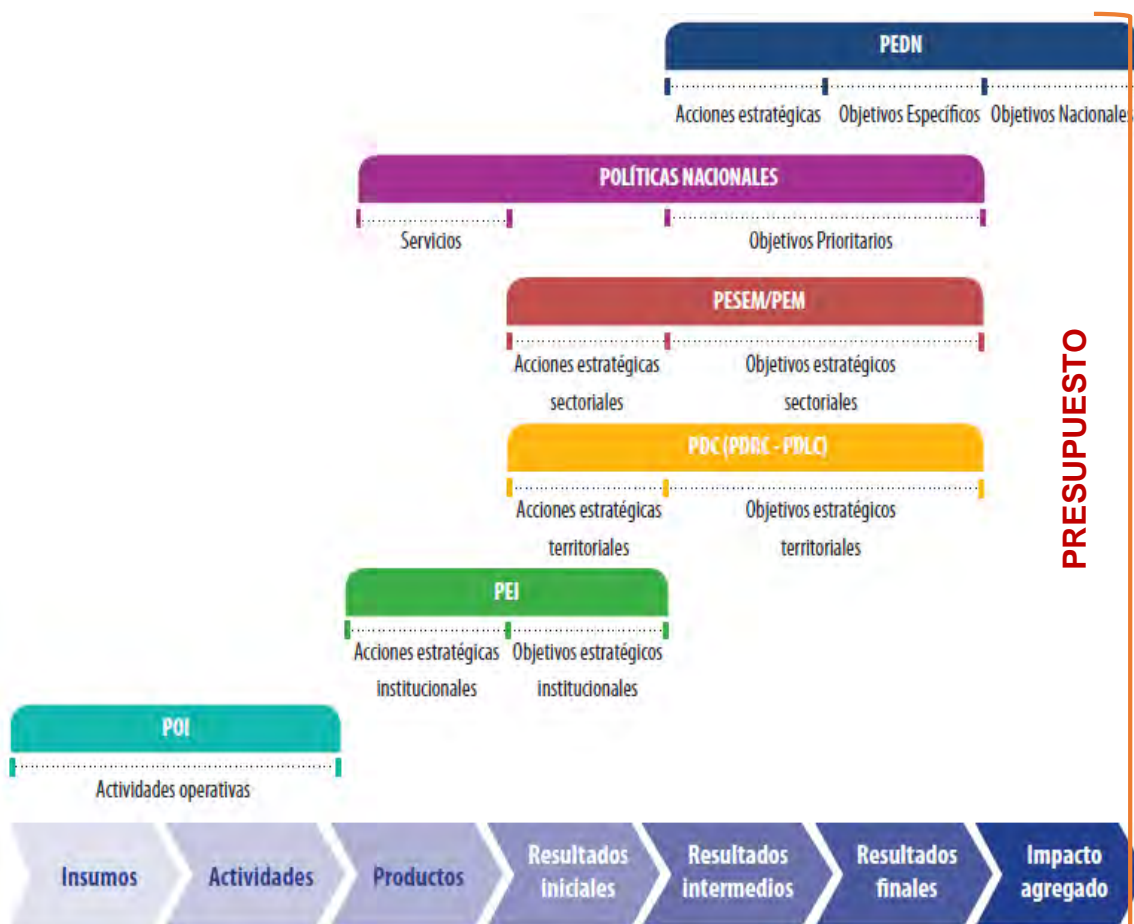 PEDN
Acciones estratégicas Objetivos Específicos Objetivos Nacionales
POLÍTICAS NACIONALES
Servicios Objetivos Prioritarios
PESEM/PEM
Acciones estratégicas Objetivos estratégicos
sectoriales sectoriales
PRESUPUESTO
PDC (PDRC - PDLC)
Acciones estratégicas Objetivos estratégicos
territoriales territoriales
PEI
Acciones estratégicas Objetivos estratégicos
institucionales institucionales
POI
Actividades operativas
Insumos Actividades Productos Resultados Resultados Resultados Impacto
iniciales intermedios finales agregado